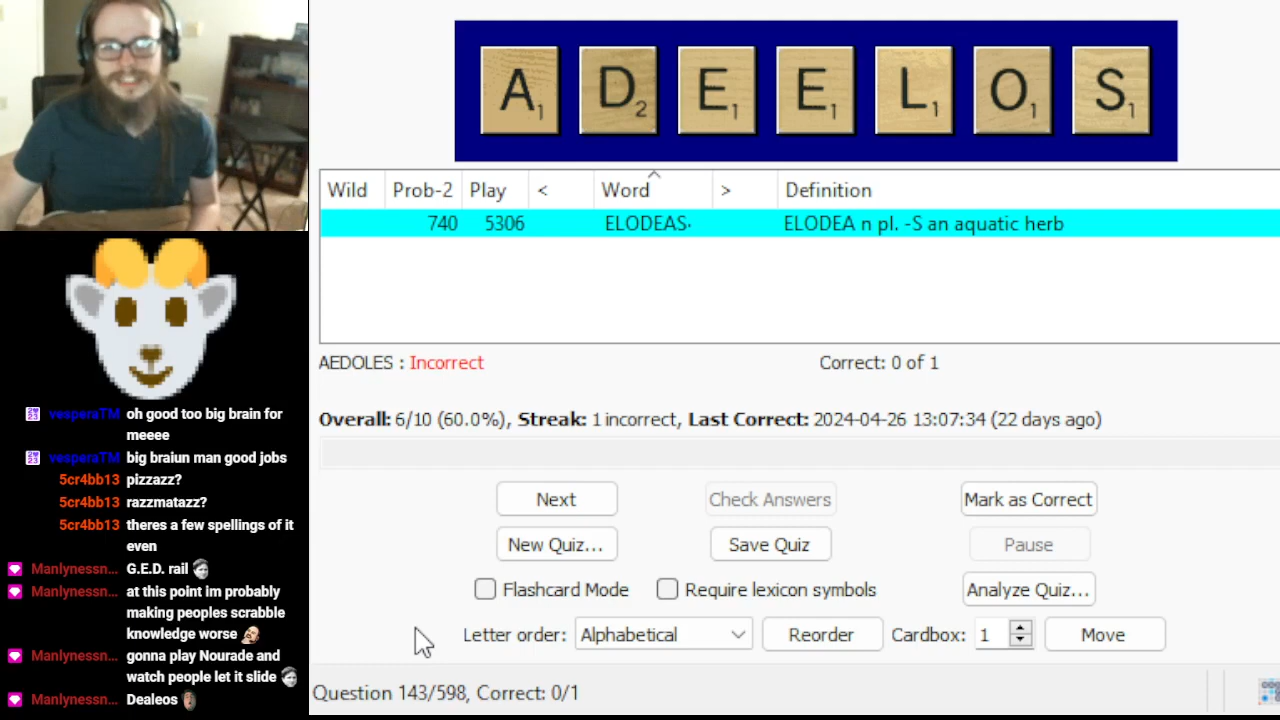 A1 D2 E1 E1 L1 O1 S1
Wild Prob-2 Play < Word > Definition
740 5306 ELODEAS· ELODEA n pl. -S an aquatic herb
AEDOLES : Incorrect Correct: 0 of 1
Overall: 6/10 (60.0%), Streak: 1 incorrect, Last Correct: 2024-04-26 13:07:34 (22 days ago)
Next Check Answers Mark as Correct
New Quiz... Save Quiz Pause
Flashcard Mode Require lexicon symbols Analyze Quiz...
Letter order: Alphabetical Reorder Cardbox: 1 Move
Question 143/598, Correct: 0/1
vesperaTM oh good too big brain for
meeee
vesperaTM big braiun man good jobs
5cr4bb13 pizzazz?
5cr4bb13 razzmatazz?
5cr4bb13 theres a few spellings of it
even
Manlynessn... G.E.D. rail
Manlynessn... at this point im probably
making peoples scrabble
knowledge worse
Manlynessn... gonna play Nourade and
watch people let it slide
Manlynessn... Dealeos